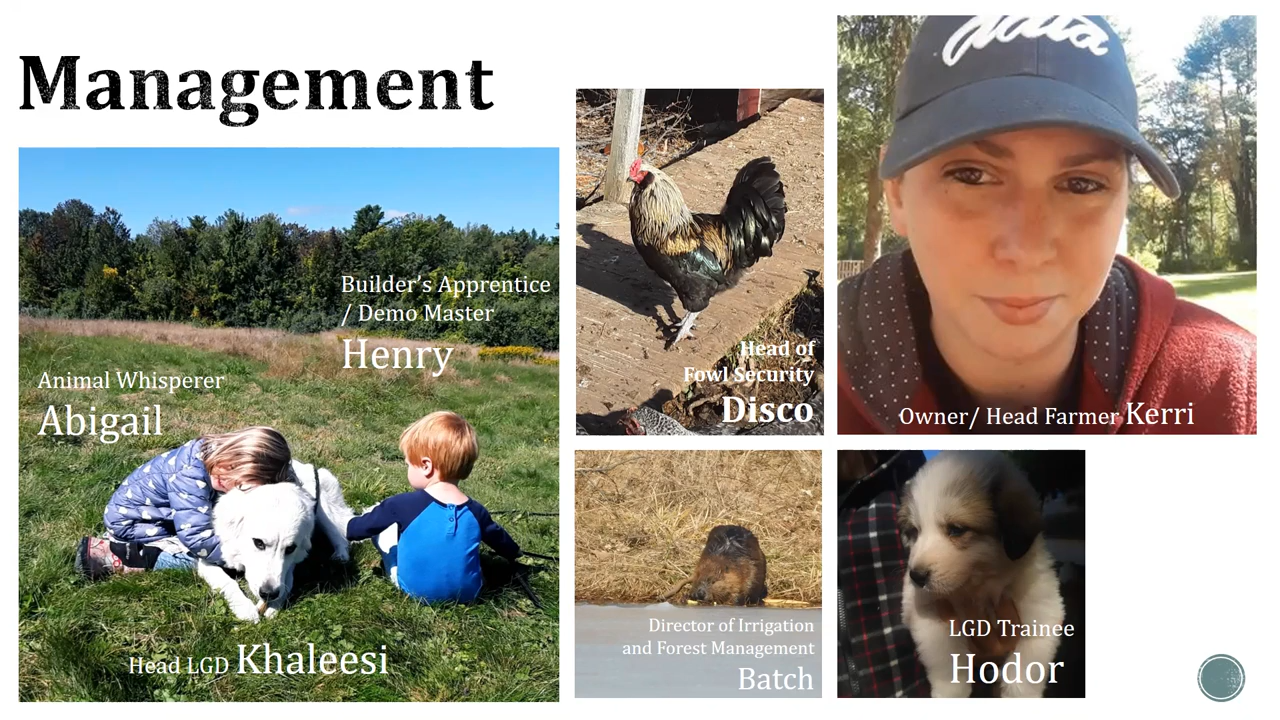 Management
Builder's Apprentice
/ Demo Master
Henry
Animal Whisperer
Abigail
Head LGD Khaleesi
Head of
Fowl Security
Disco
Owner/ Head Farmer Kerri
Director of Irrigation
and Forest Management
Batch
LGD Trainee
Hodor